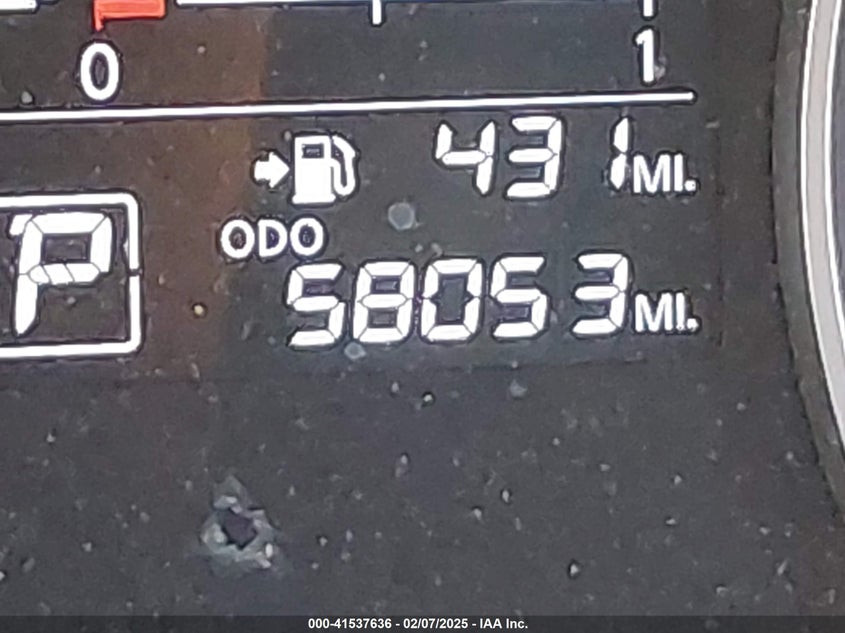 0 1
431 MI.
P
ODO
58053 MI.
000-41537636 - 02/07/2025 - IAA Inc.